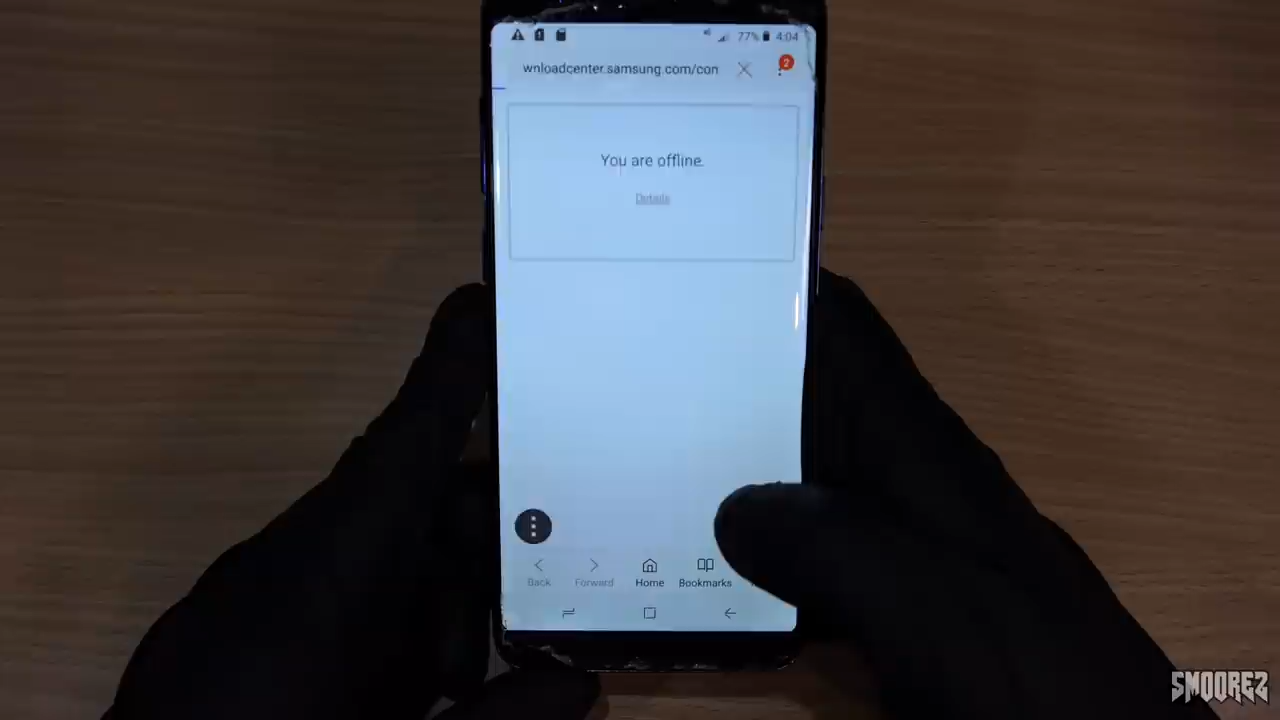 77% 4:04
wnloadcenter.samsung.com/con
2
You are offline.
Details
Back
Forward
Home
Bookmarks
SMOOREZ